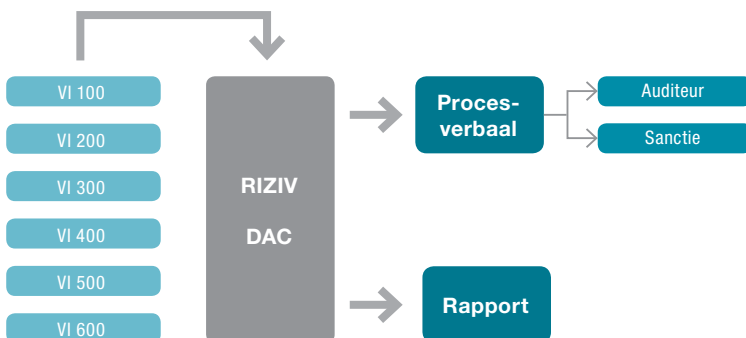 VI 100
VI 200
VI 300
VI 400
VI 500
VI 600
RIZIV
DAC
Proces-
verbaal
Auditeur
Sanctie
Rapport